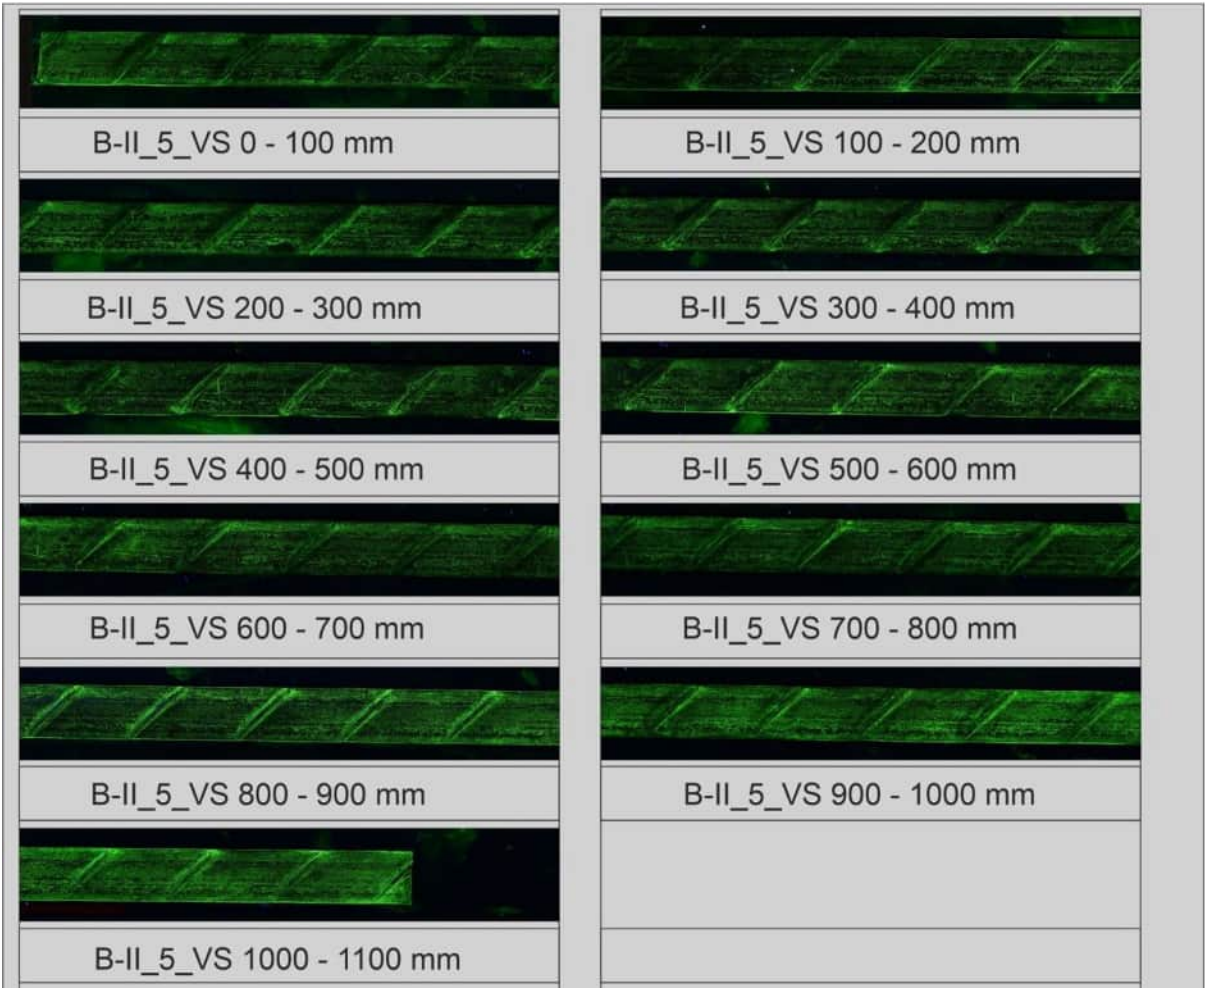 B-II_5_VS 0 - 100 mm
B-II_5_VS 100 - 200 mm
B-II_5_VS 200 - 300 mm
B-II_5_VS 300 - 400 mm
B-II_5_VS 400 - 500 mm
B-II_5_VS 500 - 600 mm
B-II_5_VS 600 - 700 mm
B-II_5_VS 700 - 800 mm
B-II_5_VS 800 - 900 mm
B-II_5_VS 900 - 1000 mm
B-II_5_VS 1000 - 1100 mm